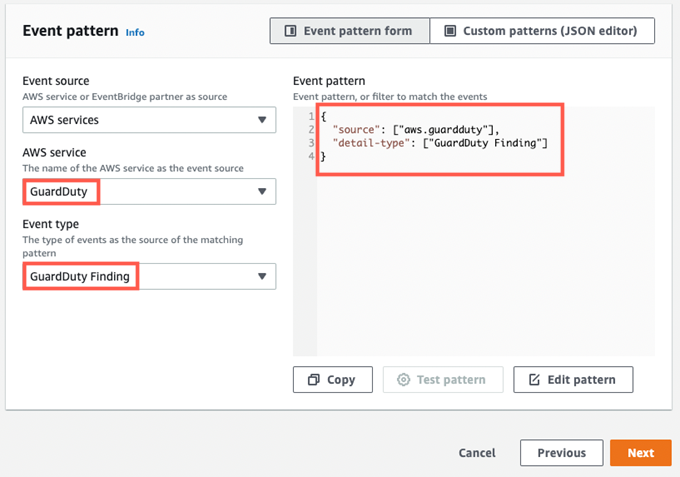 Event pattern Info
Event pattern form
Custom patterns (JSON editor)
Event source
AWS service or EventBridge partner as source
AWS services
AWS service
The name of the AWS service as the event source
GuardDuty
Event type
The type of events as the source of the matching
pattern
GuardDuty Finding
Event pattern
Event pattern, or filter to match the events
1 {
2 "source": ["aws.guardduty"],
3 "detail-type": ["GuardDuty Finding"]
4 }
Copy
Test pattern
Edit pattern
Cancel
Previous
Next